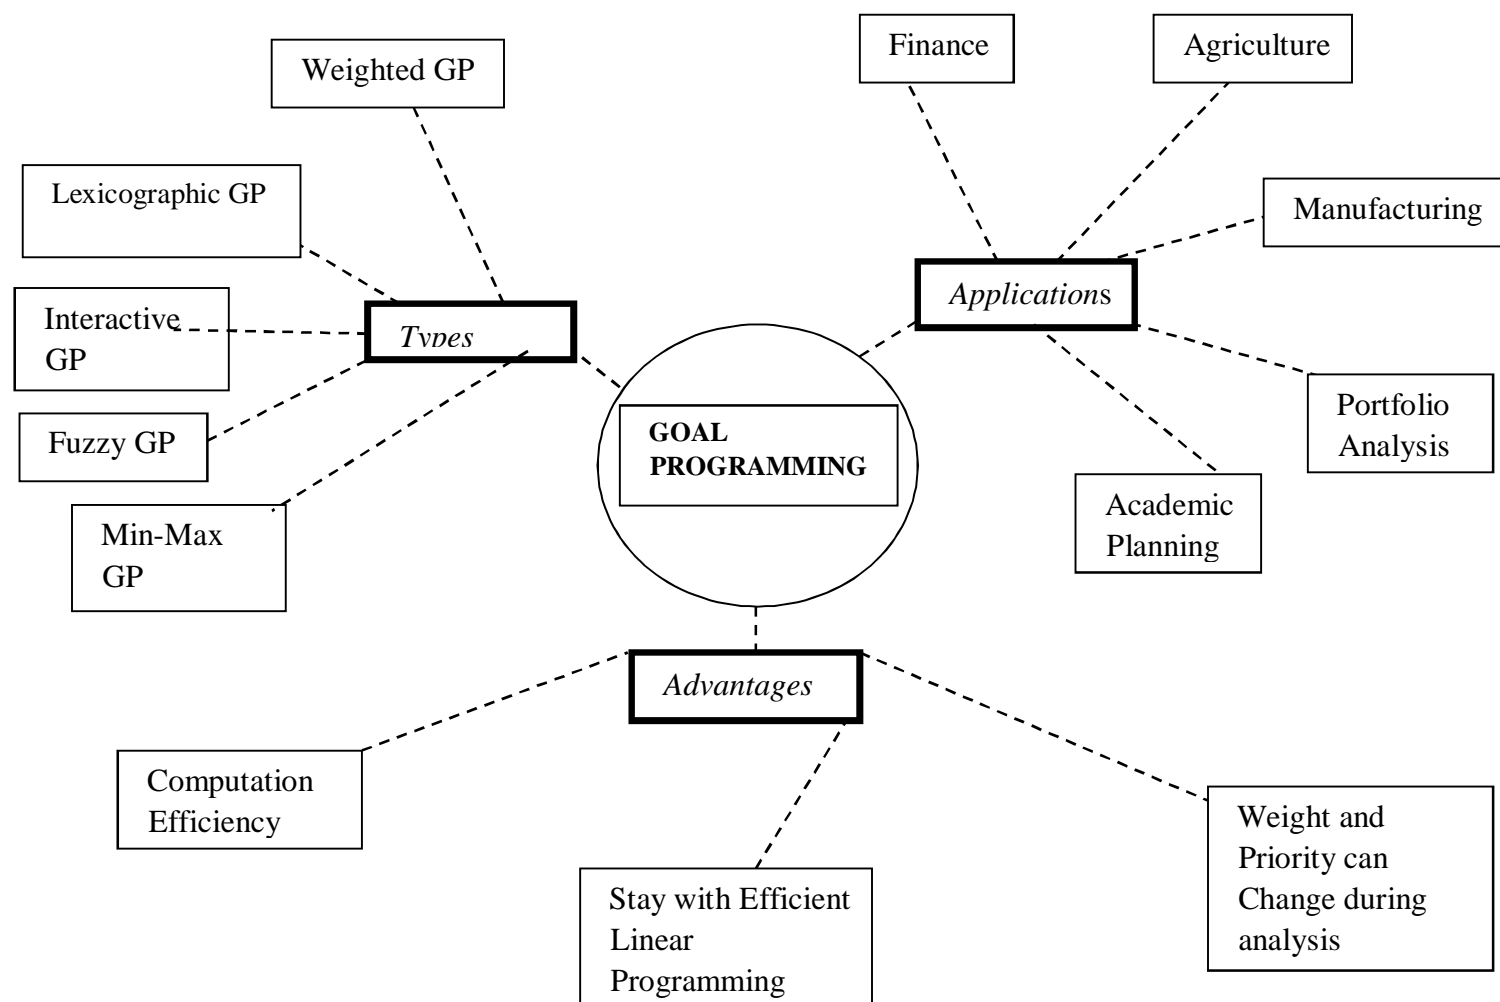 Finance
Agriculture
Weighted GP
Lexicographic GP
Manufacturing
Applications
Interactive
GP
Types
Portfolio
Analysis
GOAL
PROGRAMMING
Fuzzy GP
Academic
Planning
Min-Max
GP
Advantages
Computation
Efficiency
Weight and
Priority can
Change during
analysis
Stay with Efficient
Linear
Programming